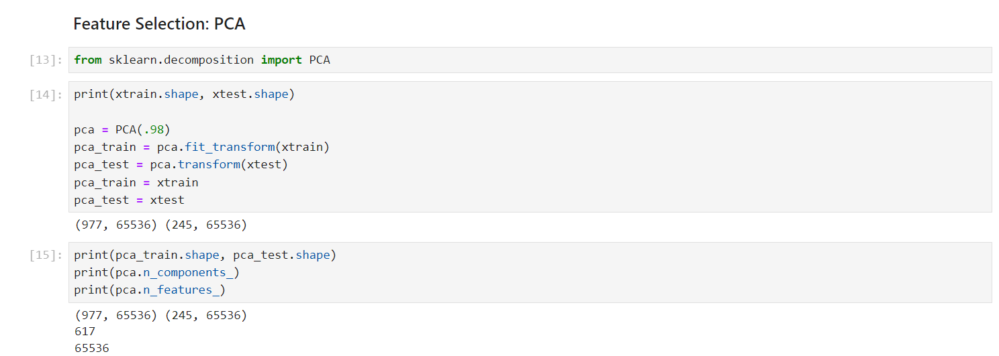 Feature Selection: PCA
[13]: from sklearn.decomposition import PCA
[14]: print(xtrain.shape, xtest.shape)
pca = PCA(.98)
pca_train = pca.fit_transform(xtrain)
pca_test = pca.transform(xtest)
pca_train = xtrain
pca_test = xtest
(977, 65536) (245, 65536)
[15]: print(pca_train.shape, pca_test.shape)
print(pca.n_components_)
print(pca.n_features_)
(977, 65536) (245, 65536)
617
65536